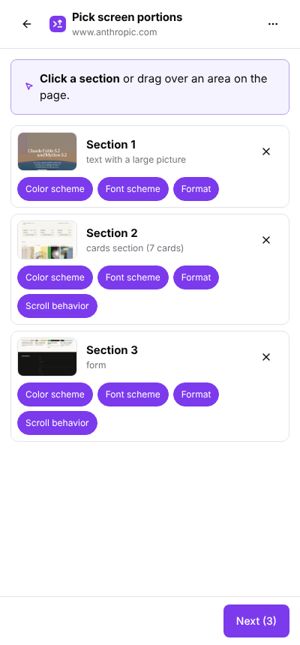 Pick screen portions
www.anthropic.com
Click a section or drag over an area on the
page.
Section 1
text with a large picture
Color scheme
Font scheme
Format
Section 2
cards section (7 cards)
Color scheme
Font scheme
Format
Scroll behavior
Section 3
form
Color scheme
Font scheme
Format
Scroll behavior
Next (3)